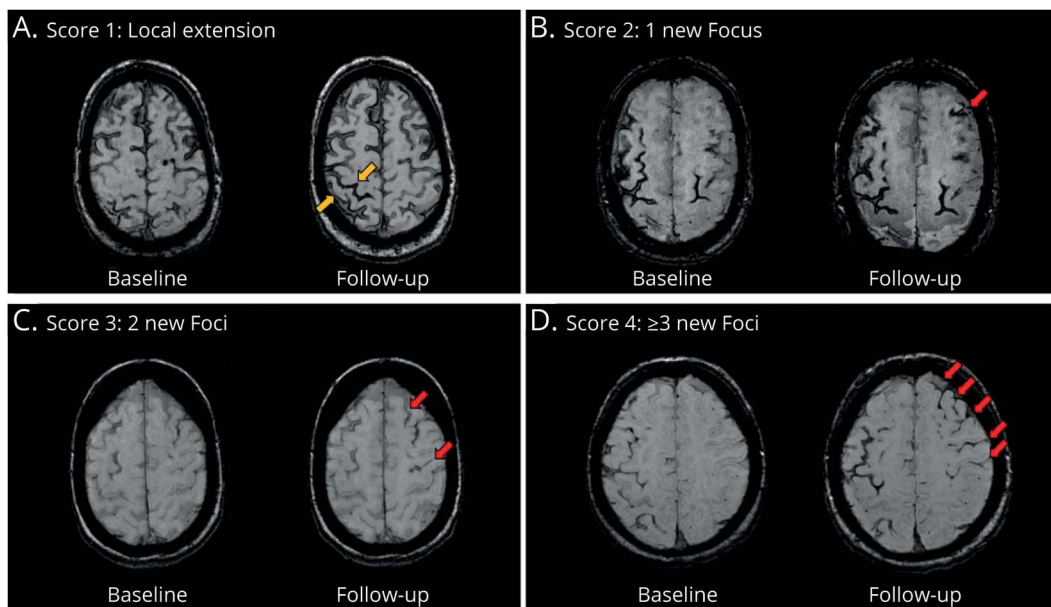 A. Score 1: Local extension
Baseline
Follow-up
B. Score 2: 1 new Focus
Baseline
Follow-up
C. Score 3: 2 new Foci
Baseline
Follow-up
D. Score 4: ≥3 new Foci
Baseline
Follow-up